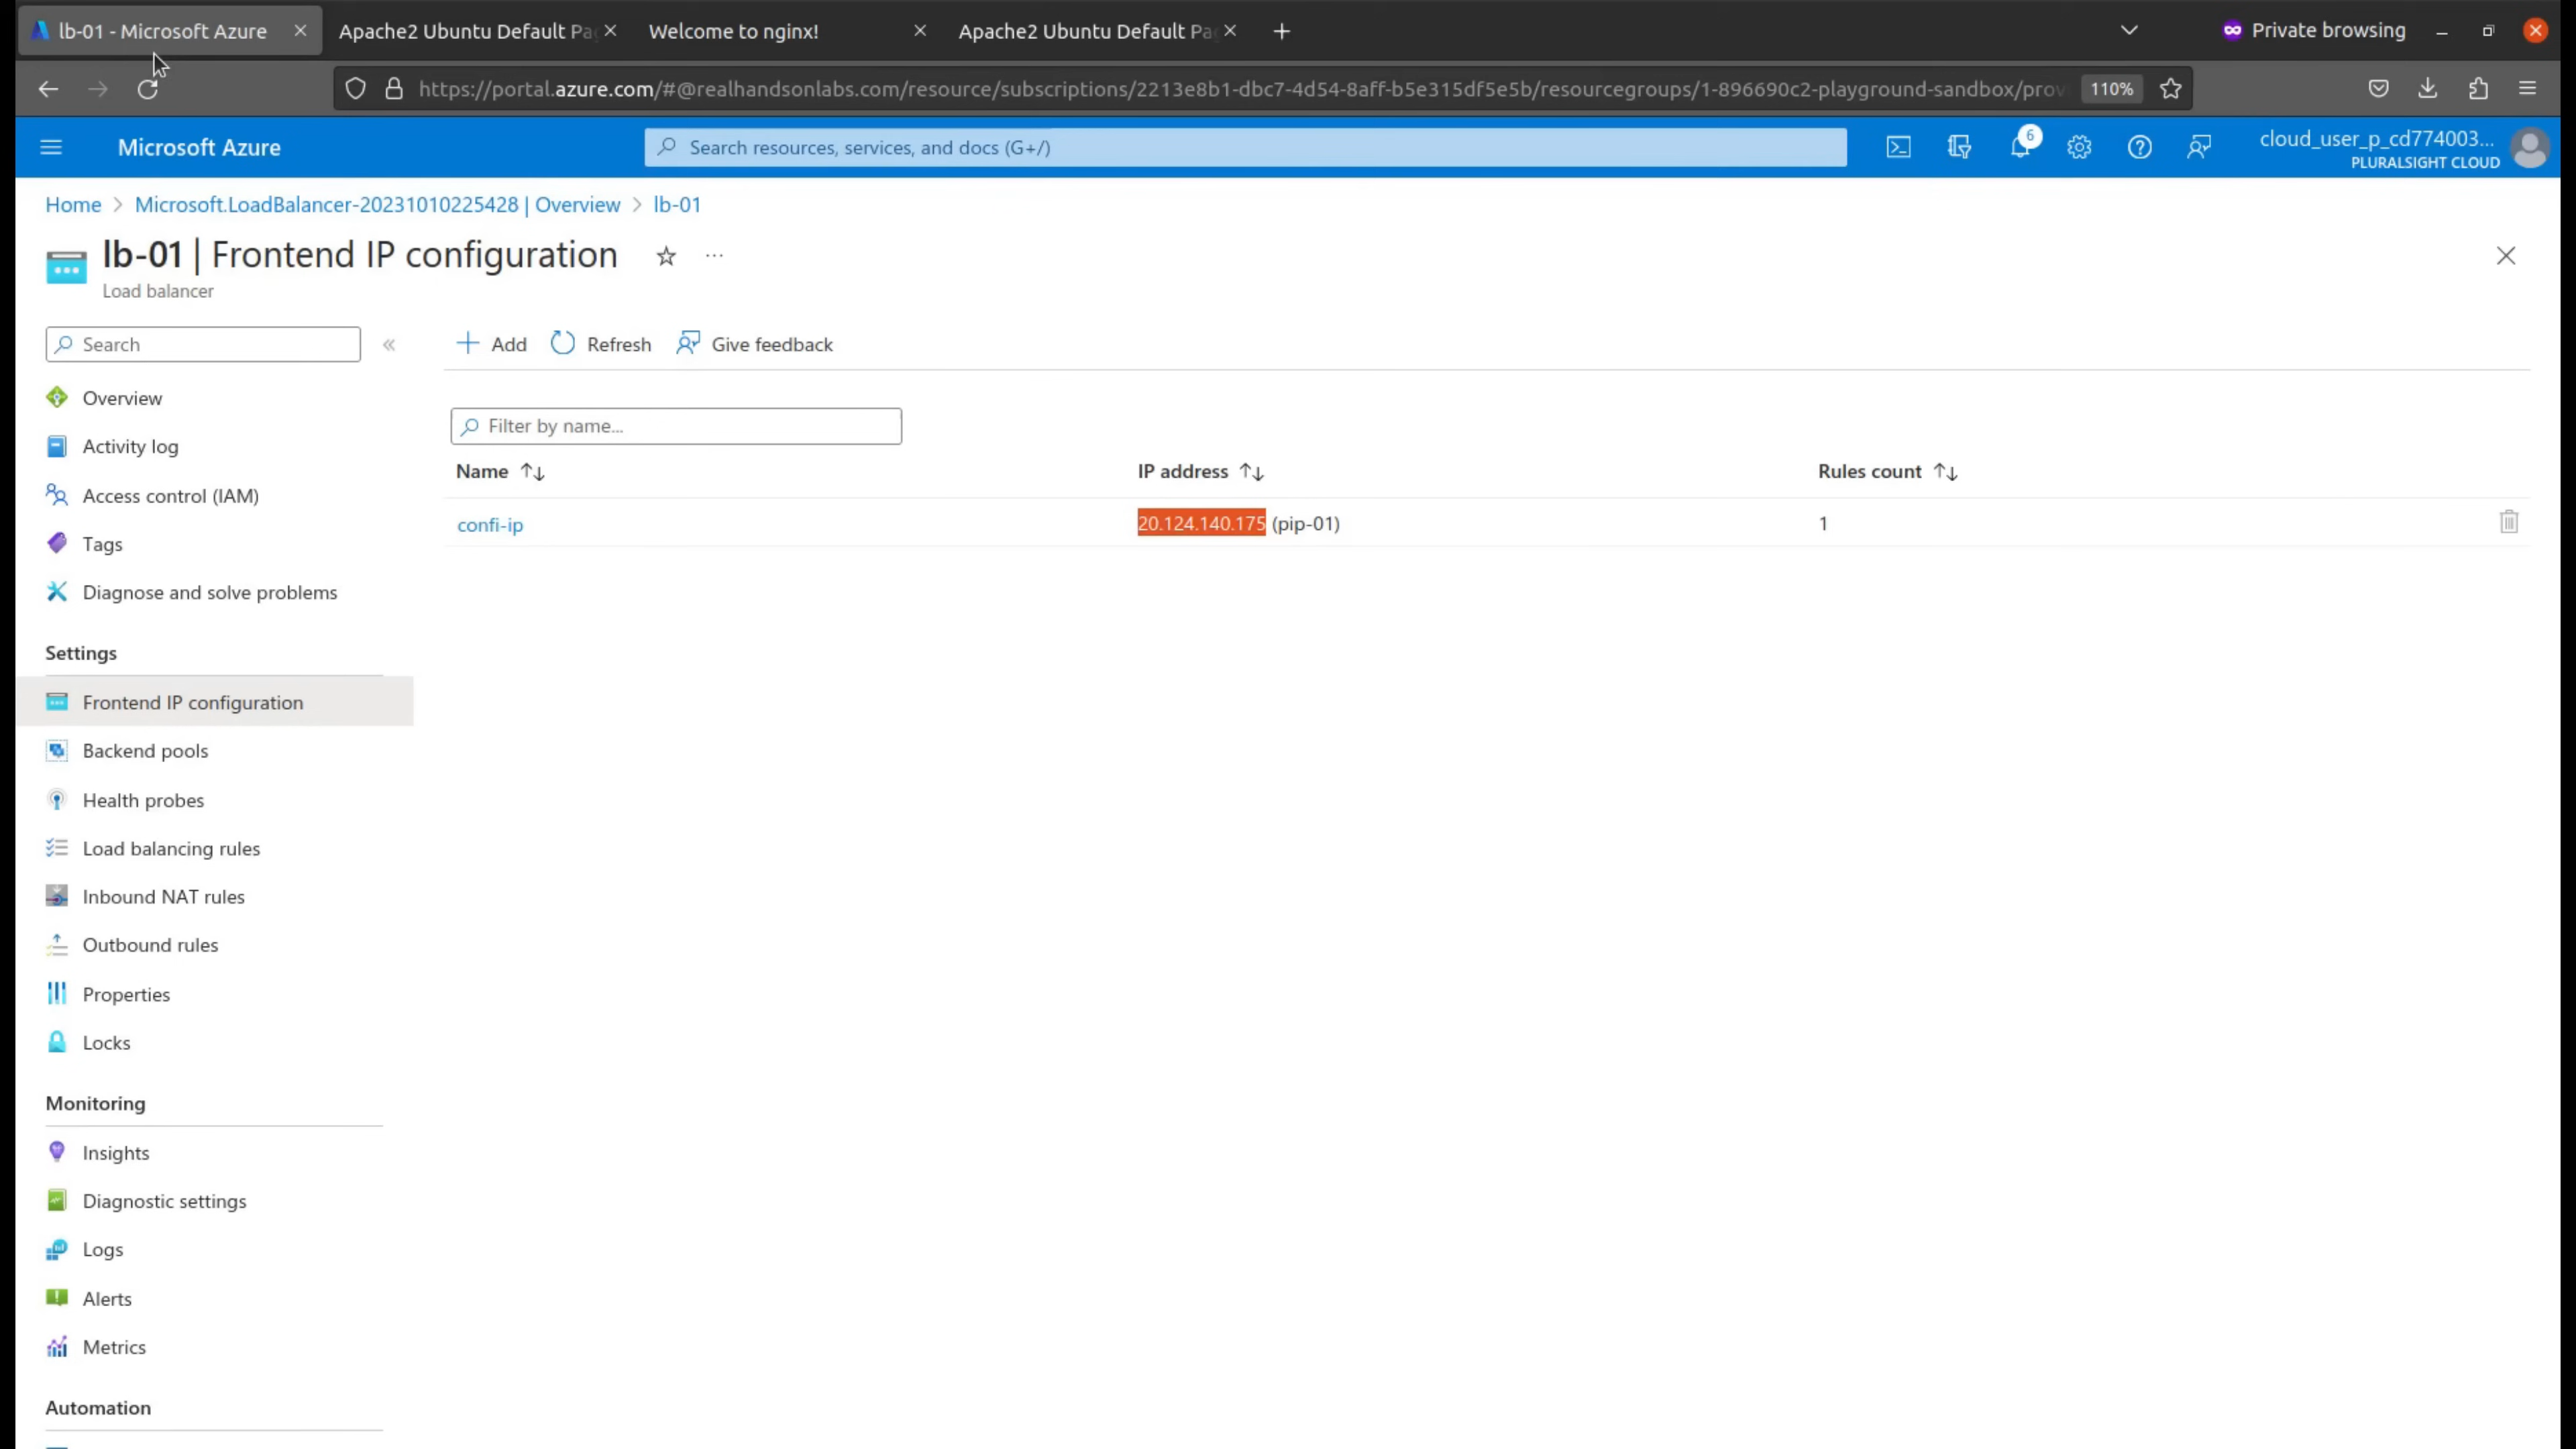 lb-01 - Microsoft Azure
Apache2 Ubuntu Default Pa
Welcome to nginx!
Apache2 Ubuntu Default Pa
Private browsing
https://portal.azure.com/#@realhandsonlabs.com/resource/subscriptions/2213e8b1-dbc7-4d54-8aff-b5e315df5e5b/resourcegroups/1-896690c2-playground-sandbox/prov
110%
Microsoft Azure
Search resources, services, and docs (G+/)
6
cloud_user_p_cd774003...
PLURALSIGHT CLOUD
Home > Microsoft.LoadBalancer-20231010225428 | Overview > lb-01
lb-01 | Frontend IP configuration
Load balancer
Search
Add
Refresh
Give feedback
Overview
Activity log
Access control (IAM)
Tags
Diagnose and solve problems
Settings
Frontend IP configuration
Backend pools
Health probes
Load balancing rules
Inbound NAT rules
Outbound rules
Properties
Locks
Monitoring
Insights
Diagnostic settings
Logs
Alerts
Metrics
Automation
Filter by name...
Name
IP address
Rules count
confi-ip
20.124.140.175 (pip-01)
1